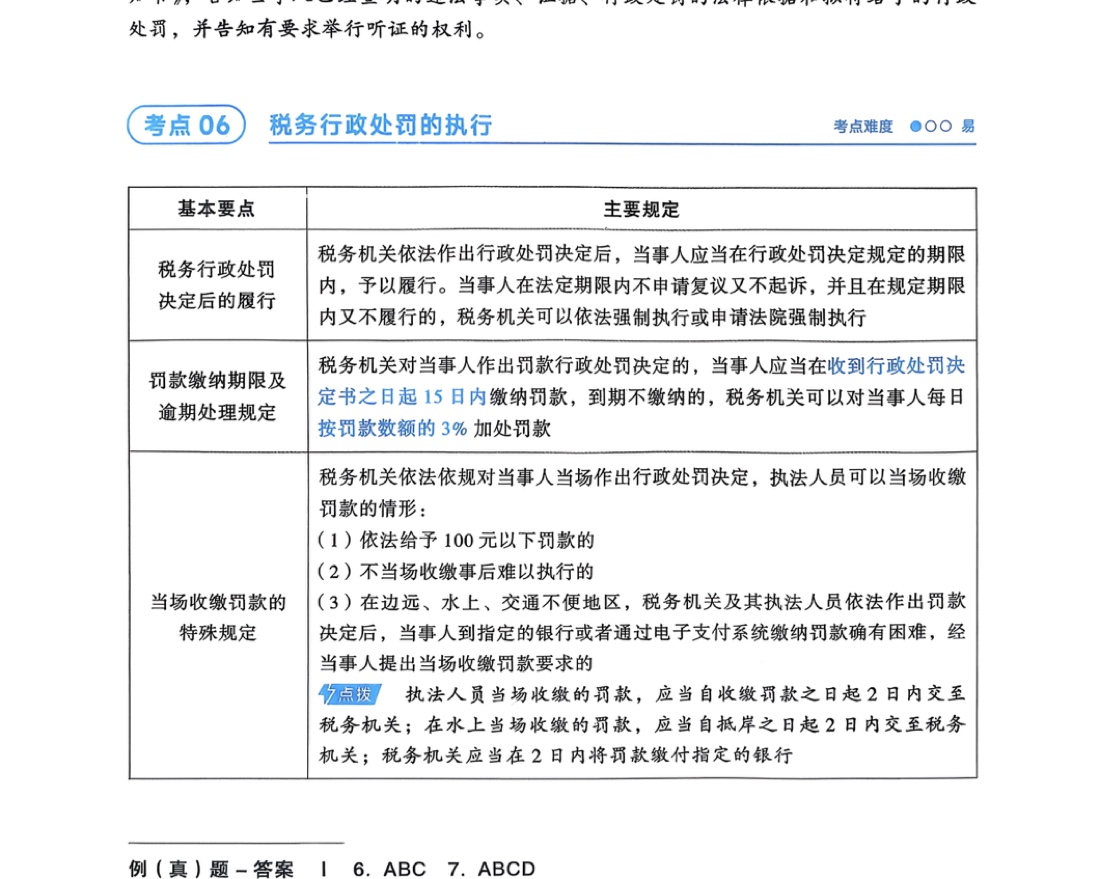 处罚，并告知有要求举行听证的权利。
考点 06 税务行政处罚的执行 考点难度 易
基本要点 主要规定
税务行政处罚
决定后的履行
税务机关依法作出行政处罚决定后，当事人应当在行政处罚决定规定的期限
内，予以履行。当事人在法定期限内不申请复议又不起诉，并且在规定期限
内又不履行的，税务机关可以依法强制执行或申请法院强制执行
罚款缴纳期限及
逾期处理规定
税务机关对当事人作出罚款行政处罚决定的，当事人应当在收到行政处罚决
定书之日起 15 日内缴纳罚款，到期不缴纳的，税务机关可以对当事人每日
按罚款数额的 3% 加处罚款
当场收缴罚款的
特殊规定
税务机关依法依规对当事人当场作出行政处罚决定，执法人员可以当场收缴
罚款的情形：
（1）依法给予 100 元以下罚款的
（2）不当场收缴事后难以执行的
（3）在边远、水上、交通不便地区，税务机关及其执法人员依法作出罚款
决定后，当事人到指定的银行或者通过电子支付系统缴纳罚款确有困难，经
当事人提出当场收缴罚款要求的
点拨 执法人员当场收缴的罚款，应当自收缴罚款之日起 2 日内交至
税务机关；在水上当场收缴的罚款，应当自抵岸之日起 2 日内交至税务
机关；税务机关应当在 2 日内将罚款缴付指定的银行
例（真）题－答案 | 6. ABC 7. ABCD